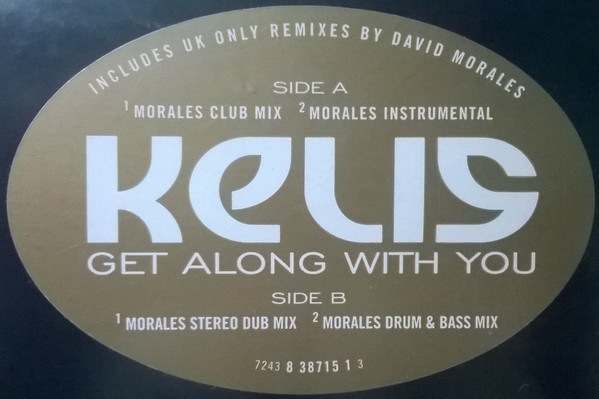 INCLUDES UK ONLY REMIXES BY DAVID MORALES
SIDE A
1 MORALES CLUB MIX 2 MORALES INSTRUMENTAL
KELIS
GET ALONG WITH YOU
SIDE B
1 MORALES STEREO DUB MIX 2 MORALES DRUM & BASS MIX
7243 8 38715 1 3